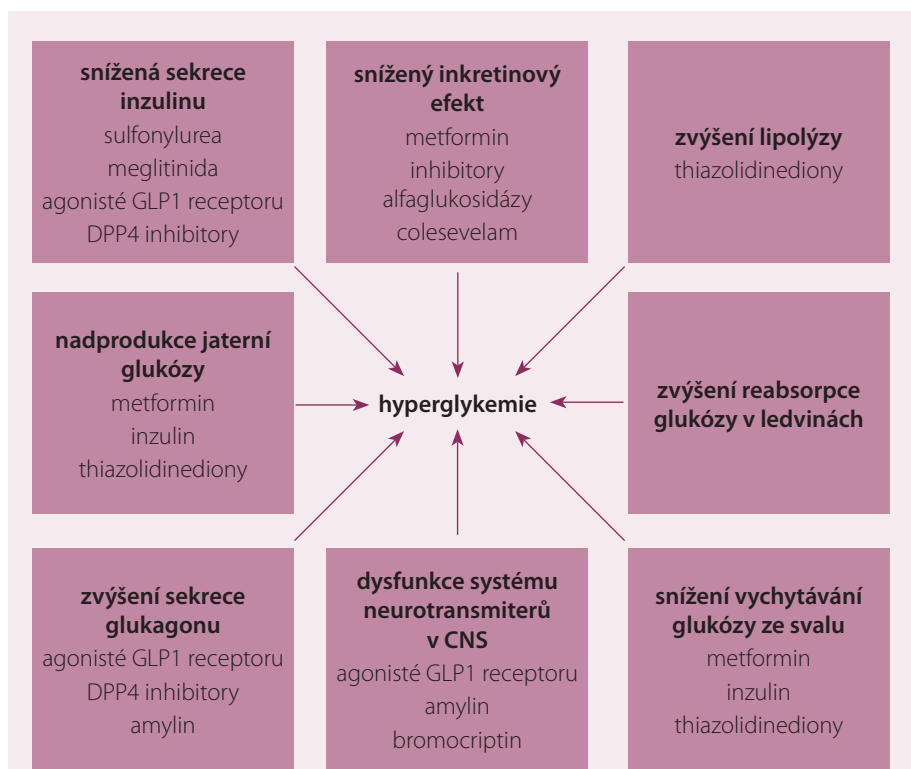 snížená sekrece
inzulinu
sulfonylurea
meglitinida
agonisté GLP1 receptoru
DPP4 inhibitory
snížený inkretinový
efekt
metformin
inhibitory
alfaglukosidázy
colesevelam
zvýšení lipolýzy
thiazolidinediony
nadprodukce jaterní
glukózy
metformin
inzulin
thiazolidinediony
hyperglykemie
zvýšení reabsorpce
glukózy v ledvinách
zvýšení sekrece
glukagonu
agonisté GLP1 receptoru
DPP4 inhibitory
amylin
dysfunkce systému
neurotransmiterů
v CNS
agonisté GLP1 receptoru
amylin
bromocriptin
snížení vychytávání
glukózy ze svalu
metformin
inzulin
thiazolidinediony